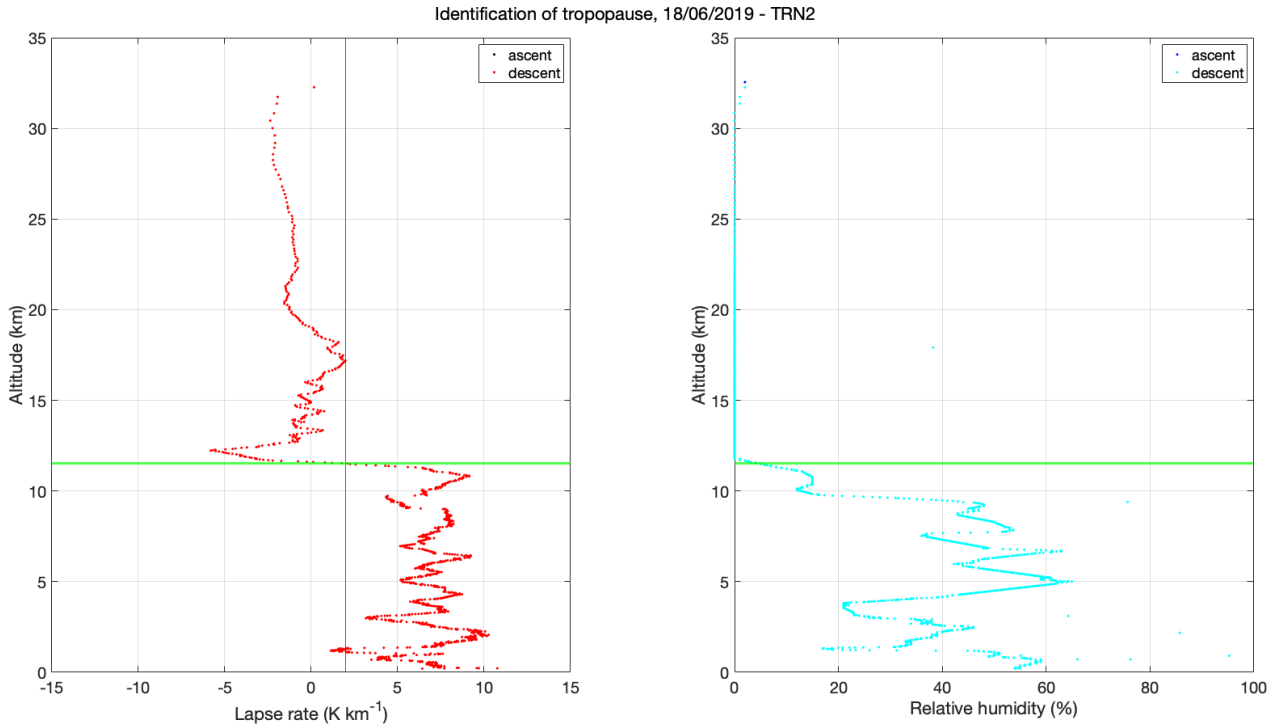 Identification of tropopause, 18/06/2019 - TRN2
35
30
25
20
15
10
5
0
Altitude (km)
-15 -10 -5 0 5 10 15
Lapse rate (K km⁻¹)
ascent
descent
35
30
25
20
15
10
5
0
Altitude (km)
0 20 40 60 80 100
Relative humidity (%)
ascent
descent